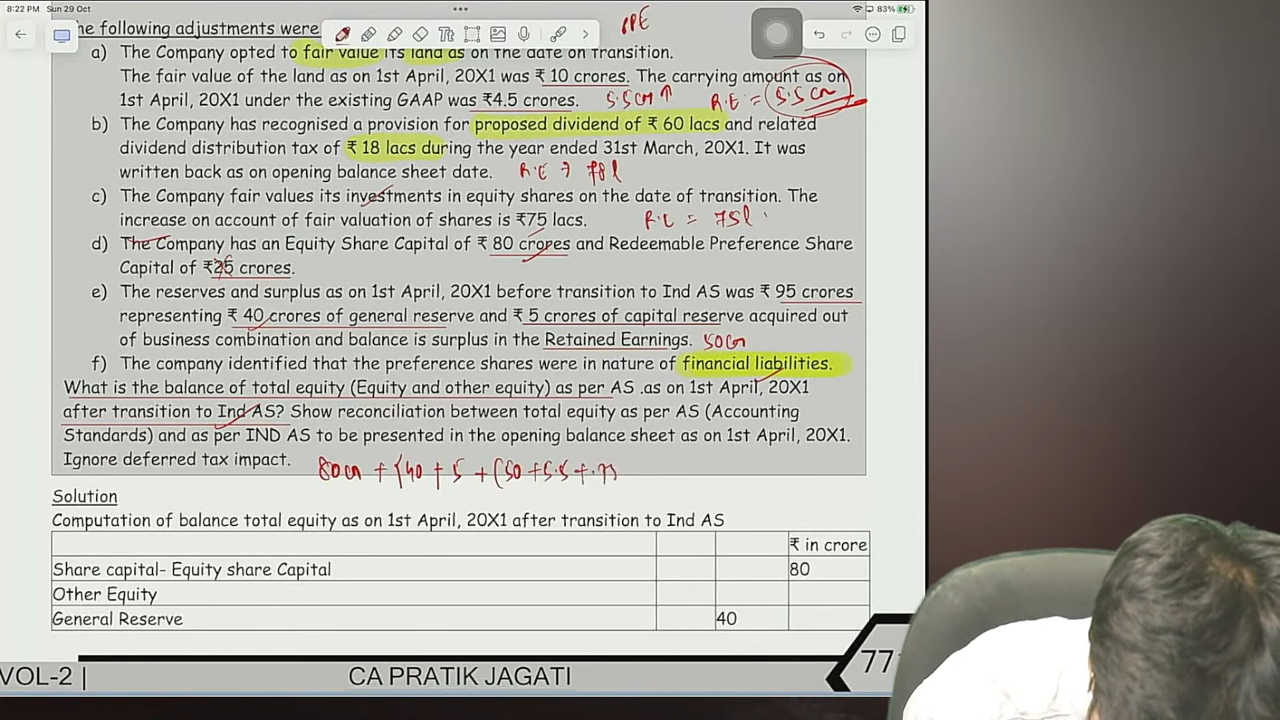 8:22 PM Sun 29 Oct
83%
he following adjustments were
PPE
a) The Company opted to fair value its land as on the date on transition.
The fair value of the land as on 1st April, 20X1 was ₹ 10 crores. The carrying amount as on
1st April, 20X1 under the existing GAAP was ₹4.5 crores. 5.5cr ↑ R.E = 5.5cr
b) The Company has recognised a provision for proposed dividend of ₹ 60 lacs and related
dividend distribution tax of ₹ 18 lacs during the year ended 31st March, 20X1. It was
written back as on opening balance sheet date. R.E → 78l
c) The Company fair values its investments in equity shares on the date of transition. The
increase on account of fair valuation of shares is ₹75 lacs. R.E = 75l
d) The Company has an Equity Share Capital of ₹ 80 crores and Redeemable Preference Share
Capital of ₹25 crores.
e) The reserves and surplus as on 1st April, 20X1 before transition to Ind AS was ₹ 95 crores
representing ₹ 40 crores of general reserve and ₹ 5 crores of capital reserve acquired out
of business combination and balance is surplus in the Retained Earnings. 50cr
f) The company identified that the preference shares were in nature of financial liabilities.
What is the balance of total equity (Equity and other equity) as per AS .as on 1st April, 20X1
after transition to Ind AS? Show reconciliation between total equity as per AS (Accounting
Standards) and as per IND AS to be presented in the opening balance sheet as on 1st April, 20X1.
Ignore deferred tax impact. 80cr + (40 + 5 + (50 + 5.5 + .75
Solution
Computation of balance total equity as on 1st April, 20X1 after transition to Ind AS
₹ in crore
Share capital- Equity share Capital 80
Other Equity
General Reserve 40
77
VOL-2 | CA PRATIK JAGATI